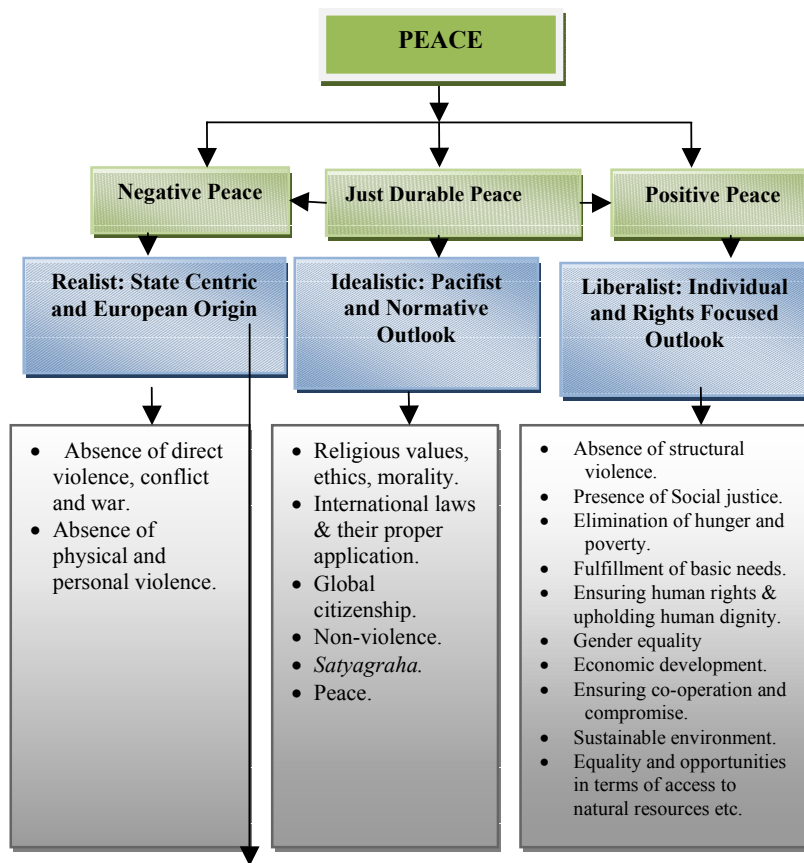 PEACE
Negative Peace
Just Durable Peace
Positive Peace
Realist: State Centric
and European Origin
Idealistic: Pacifist
and Normative
Outlook
Liberalist: Individual
and Rights Focused
Outlook
• Absence of direct
violence, conflict
and war.
• Absence of
physical and
personal violence.
• Religious values,
ethics, morality.
• International laws
& their proper
application.
• Global
citizenship.
• Non-violence.
• Satyagraha.
• Peace.
• Absence of structural
violence.
• Presence of Social justice.
• Elimination of hunger and
poverty.
• Fulfillment of basic needs.
• Ensuring human rights &
upholding human dignity.
• Gender equality
• Economic development.
• Ensuring co-operation and
compromise.
• Sustainable environment.
• Equality and opportunities
in terms of access to
natural resources etc.